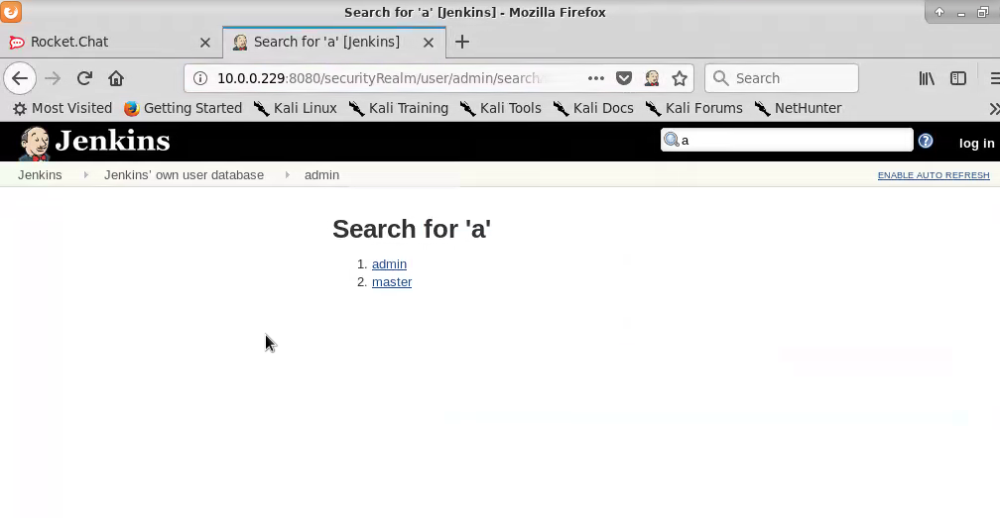 Search for 'a' [Jenkins] - Mozilla Firefox
Rocket.Chat
Search for 'a' [Jenkins]
10.0.0.229:8080/securityRealm/user/admin/search
Search
Most Visited
Getting Started
Kali Linux
Kali Training
Kali Tools
Kali Docs
Kali Forums
NetHunter
Jenkins
a
log in
Jenkins
Jenkins' own user database
admin
ENABLE AUTO REFRESH
Search for 'a'
1. admin
2. master